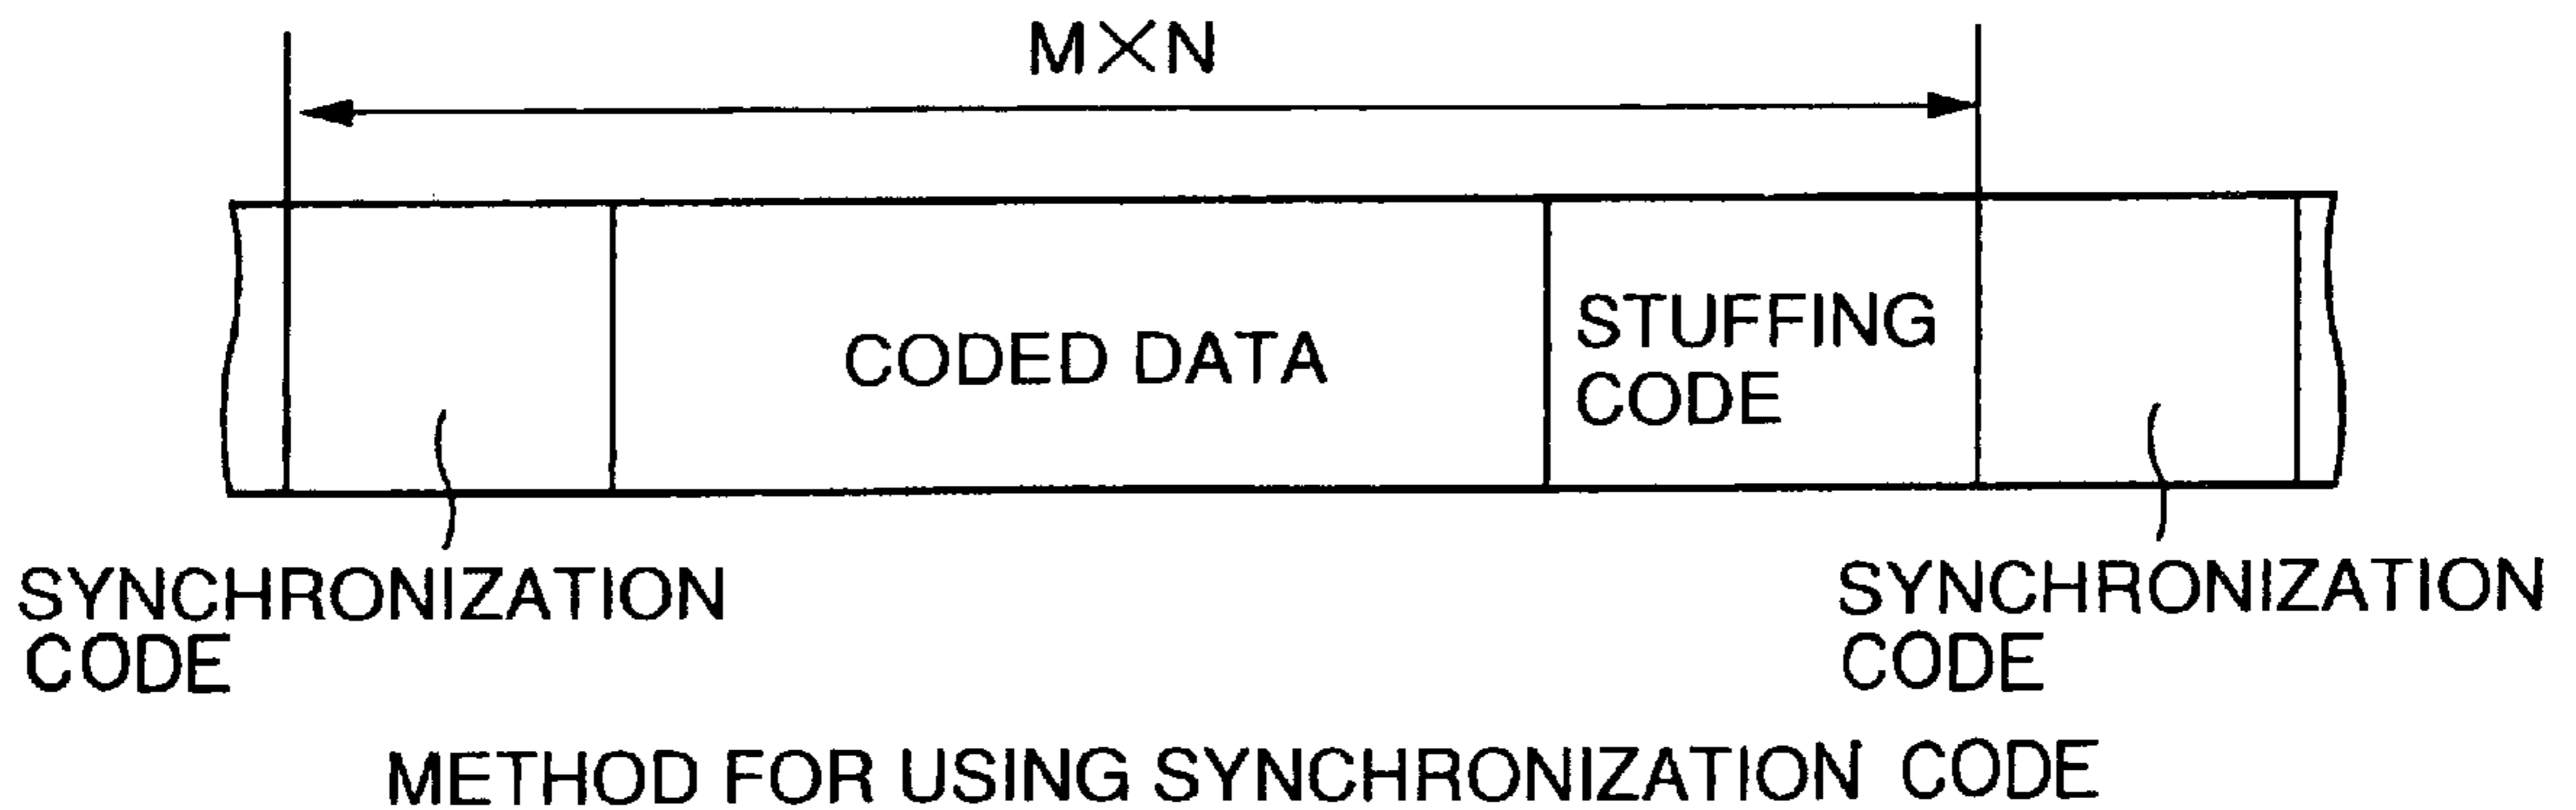 M×N
CODED DATA
STUFFING
CODE
SYNCHRONIZATION
CODE
SYNCHRONIZATION
CODE
METHOD FOR USING SYNCHRONIZATION CODE